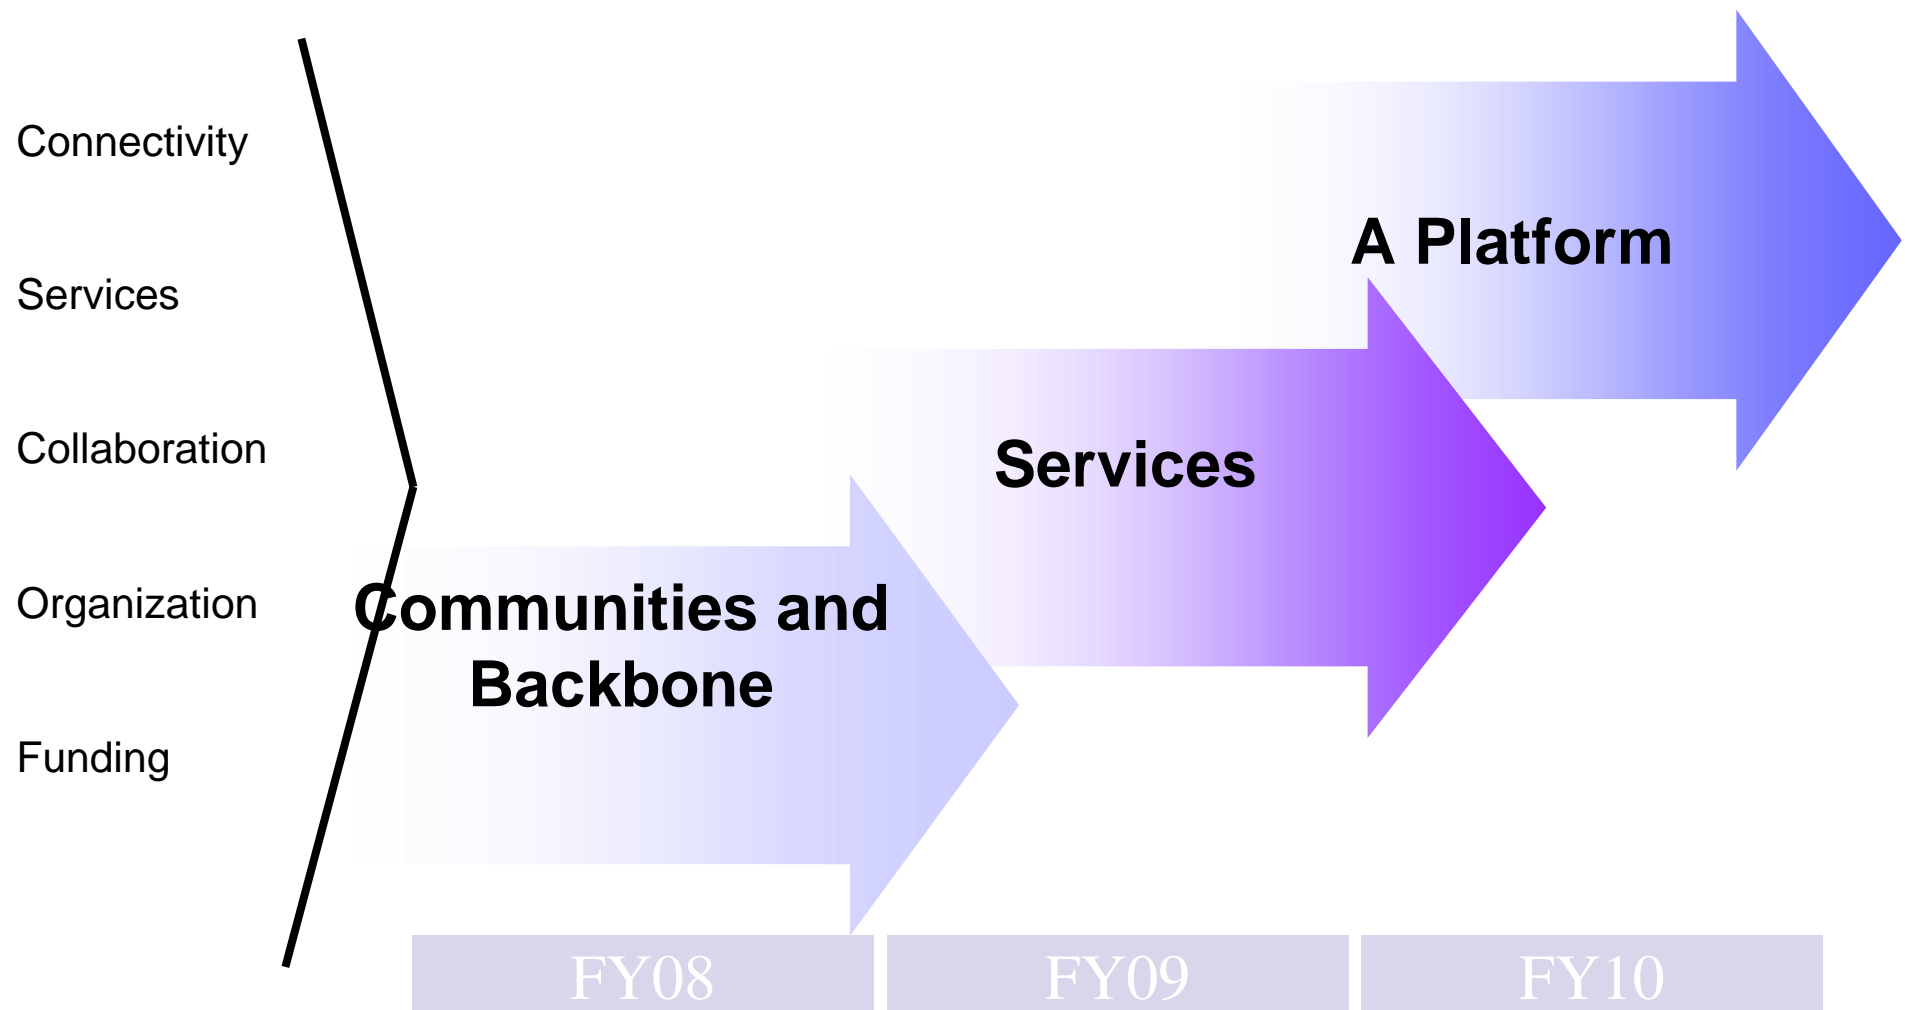 Connectivity
Services
Collaboration
Organization
Funding
A Platform
Services
Communities and
Backbone
FY08
FY09
FY10